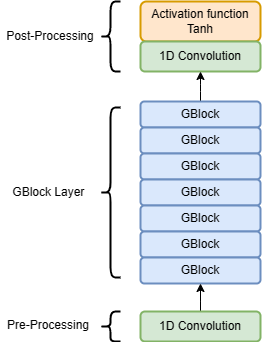 Activation function
Tanh
Post-Processing
1D Convolution
GBlock
GBlock
GBlock
GBlock Layer
GBlock
GBlock
GBlock
GBlock
Pre-Processing
1D Convolution